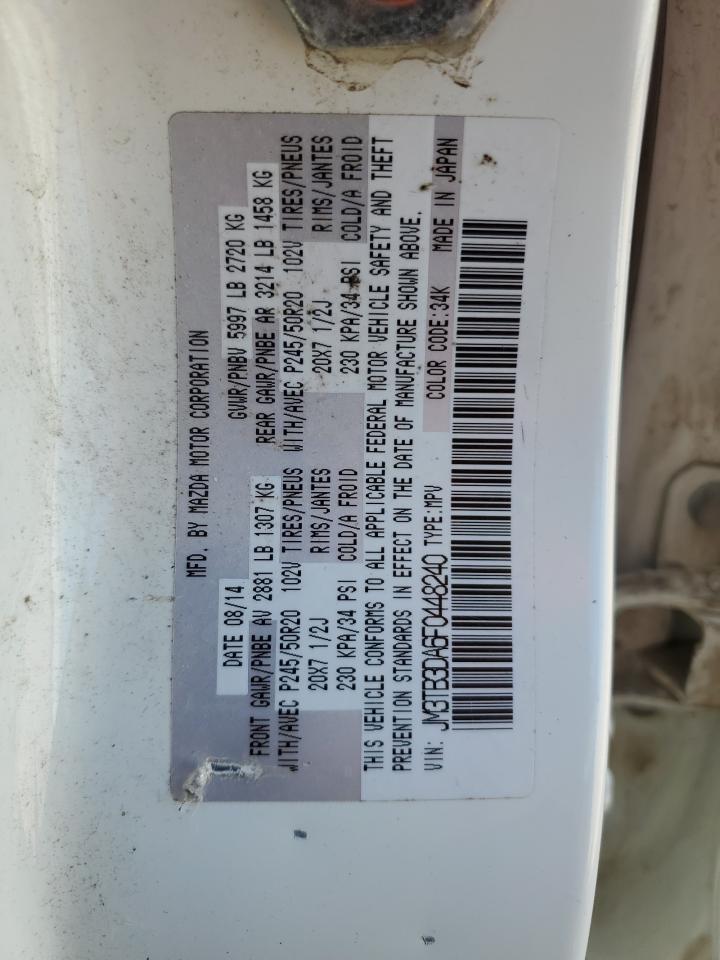 MFD. BY MAZDA MOTOR CORPORATION
DATE 08/14 GVWR/PNBV 5997 LB 2720 KG
FRONT GAWR/PNBE AV 2881 LB 1307 KG REAR GAWR/PNBE AR 3214 LB 1458 KG
WITH/AVEC P245/50R20 102V TIRES/PNEUS WITH/AVEC P245/50R20 102V TIRES/PNEUS
20X7 1/2J RIMS/JANTES 20X7 1/2J RIMS/JANTES
230 KPA/34 PSI COLD/A FROID 230 KPA/34 PSI COLD/A FROID
THIS VEHICLE CONFORMS TO ALL APPLICABLE FEDERAL MOTOR VEHICLE SAFETY AND THEFT
PREVENTION STANDARDS IN EFFECT ON THE DATE OF MANUFACTURE SHOWN ABOVE.
VIN: JM3TB3DA6F0448240 TYPE:MPV COLOR CODE:34K MADE IN JAPAN